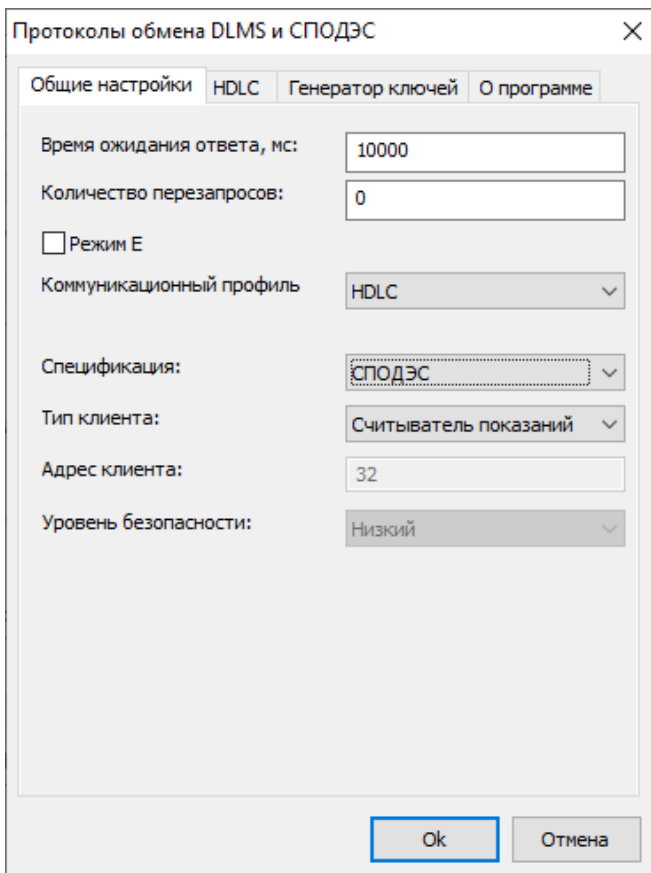 Протоколы обмена DLMS и СПОДЭС
Общие настройки HDLC Генератор ключей О программе
Время ожидания ответа, мс: 10000
Количество перезапросов: 0
Режим E
Коммуникационный профиль HDLC
Спецификация: СПОДЭС
Тип клиента: Считыватель показаний
Адрес клиента: 32
Уровень безопасности: Низкий
Ok Отмена